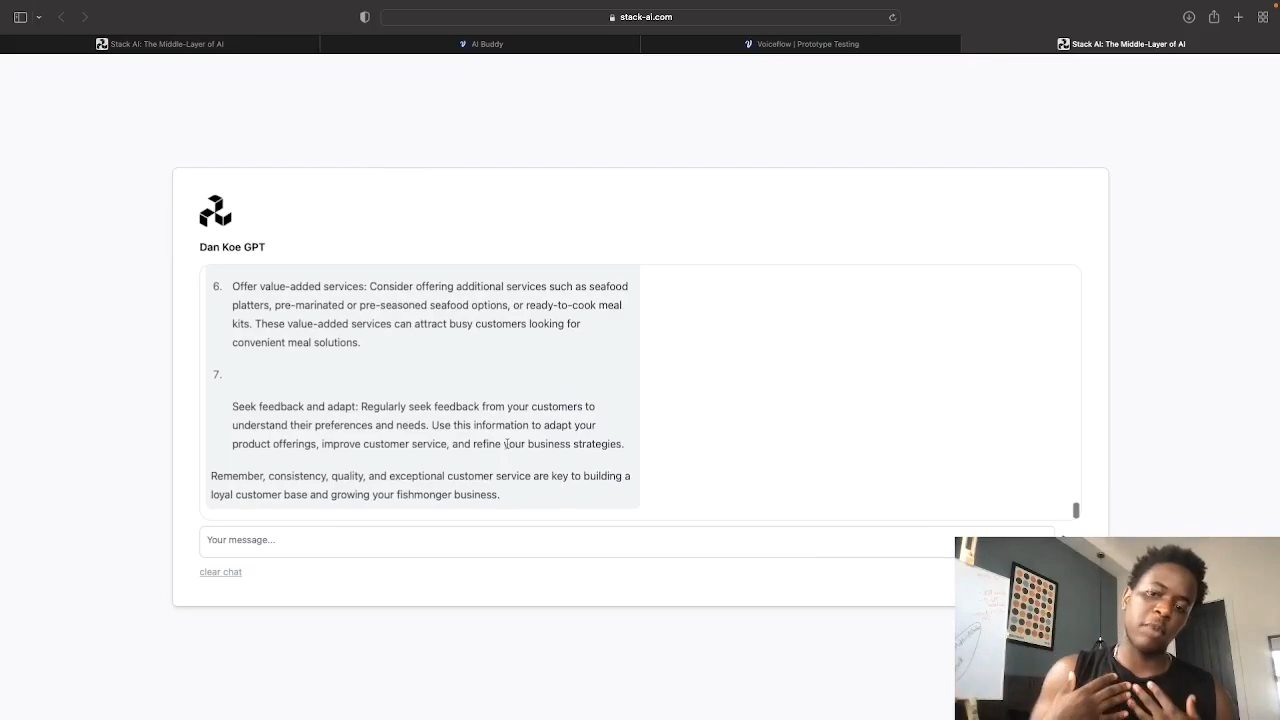 stack-ai.com
Stack AI: The Middle-Layer of AI
AI Buddy
Voiceflow | Prototype Testing
Stack AI: The Middle-Layer of AI
Dan Koe GPT
6. Offer value-added services: Consider offering additional services such as seafood
platters, pre-marinated or pre-seasoned seafood options, or ready-to-cook meal
kits. These value-added services can attract busy customers looking for
convenient meal solutions.
7.
Seek feedback and adapt: Regularly seek feedback from your customers to
understand their preferences and needs. Use this information to adapt your
product offerings, improve customer service, and refine your business strategies.
Remember, consistency, quality, and exceptional customer service are key to building a
loyal customer base and growing your fishmonger business.
Your message...
clear chat